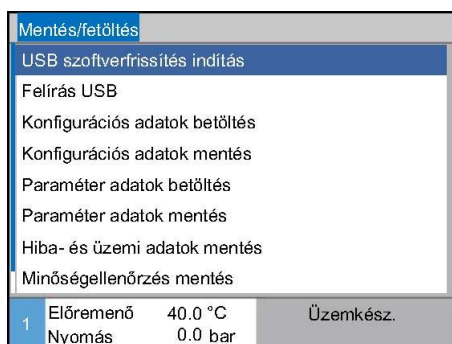 Mentés/fetöltés
USB szoftverfrissítés indítás
Felírás USB
Konfigurációs adatok betöltés
Konfigurációs adatok mentés
Paraméter adatok betöltés
Paraméter adatok mentés
Hiba- és üzemi adatok mentés
Minőségellenőrzés mentés
1 Előremenő 40.0 °C Üzemkész.
Nyomás 0.0 bar